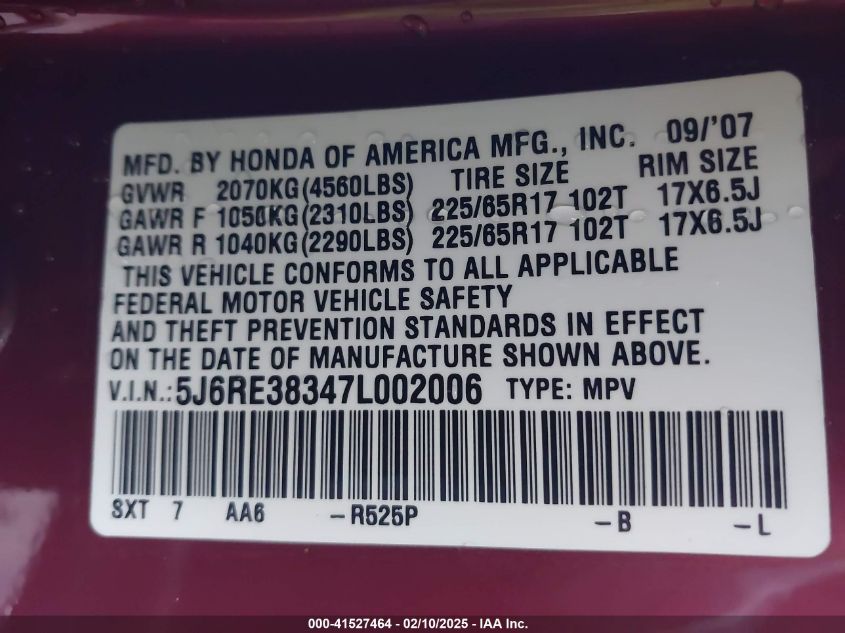 MFD. BY HONDA OF AMERICA MFG., INC. 09/'07
GVWR 2070KG(4560LBS) TIRE SIZE RIM SIZE
GAWR F 1050KG(2310LBS) 225/65R17 102T 17X6.5J
GAWR R 1040KG(2290LBS) 225/65R17 102T 17X6.5J
THIS VEHICLE CONFORMS TO ALL APPLICABLE
FEDERAL MOTOR VEHICLE SAFETY
AND THEFT PREVENTION STANDARDS IN EFFECT
ON THE DATE OF MANUFACTURE SHOWN ABOVE.
V.I.N.:5J6RE38347L002006 TYPE: MPV
SXT 7 AA6 -R525P -B -L
000-41527464 - 02/10/2025 - IAA Inc.